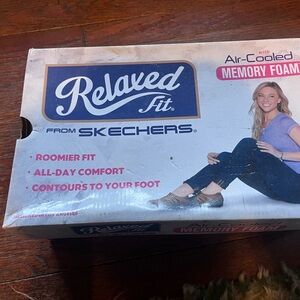 Relaxed
Fit®
FROM SKECHERS®
WITH
Air-Cooled
MEMORY FOAM
• ROOMIER FIT
• ALL-DAY COMFORT
• CONTOURS TO YOUR FOOT
Relaxed
MEMORY FOAM